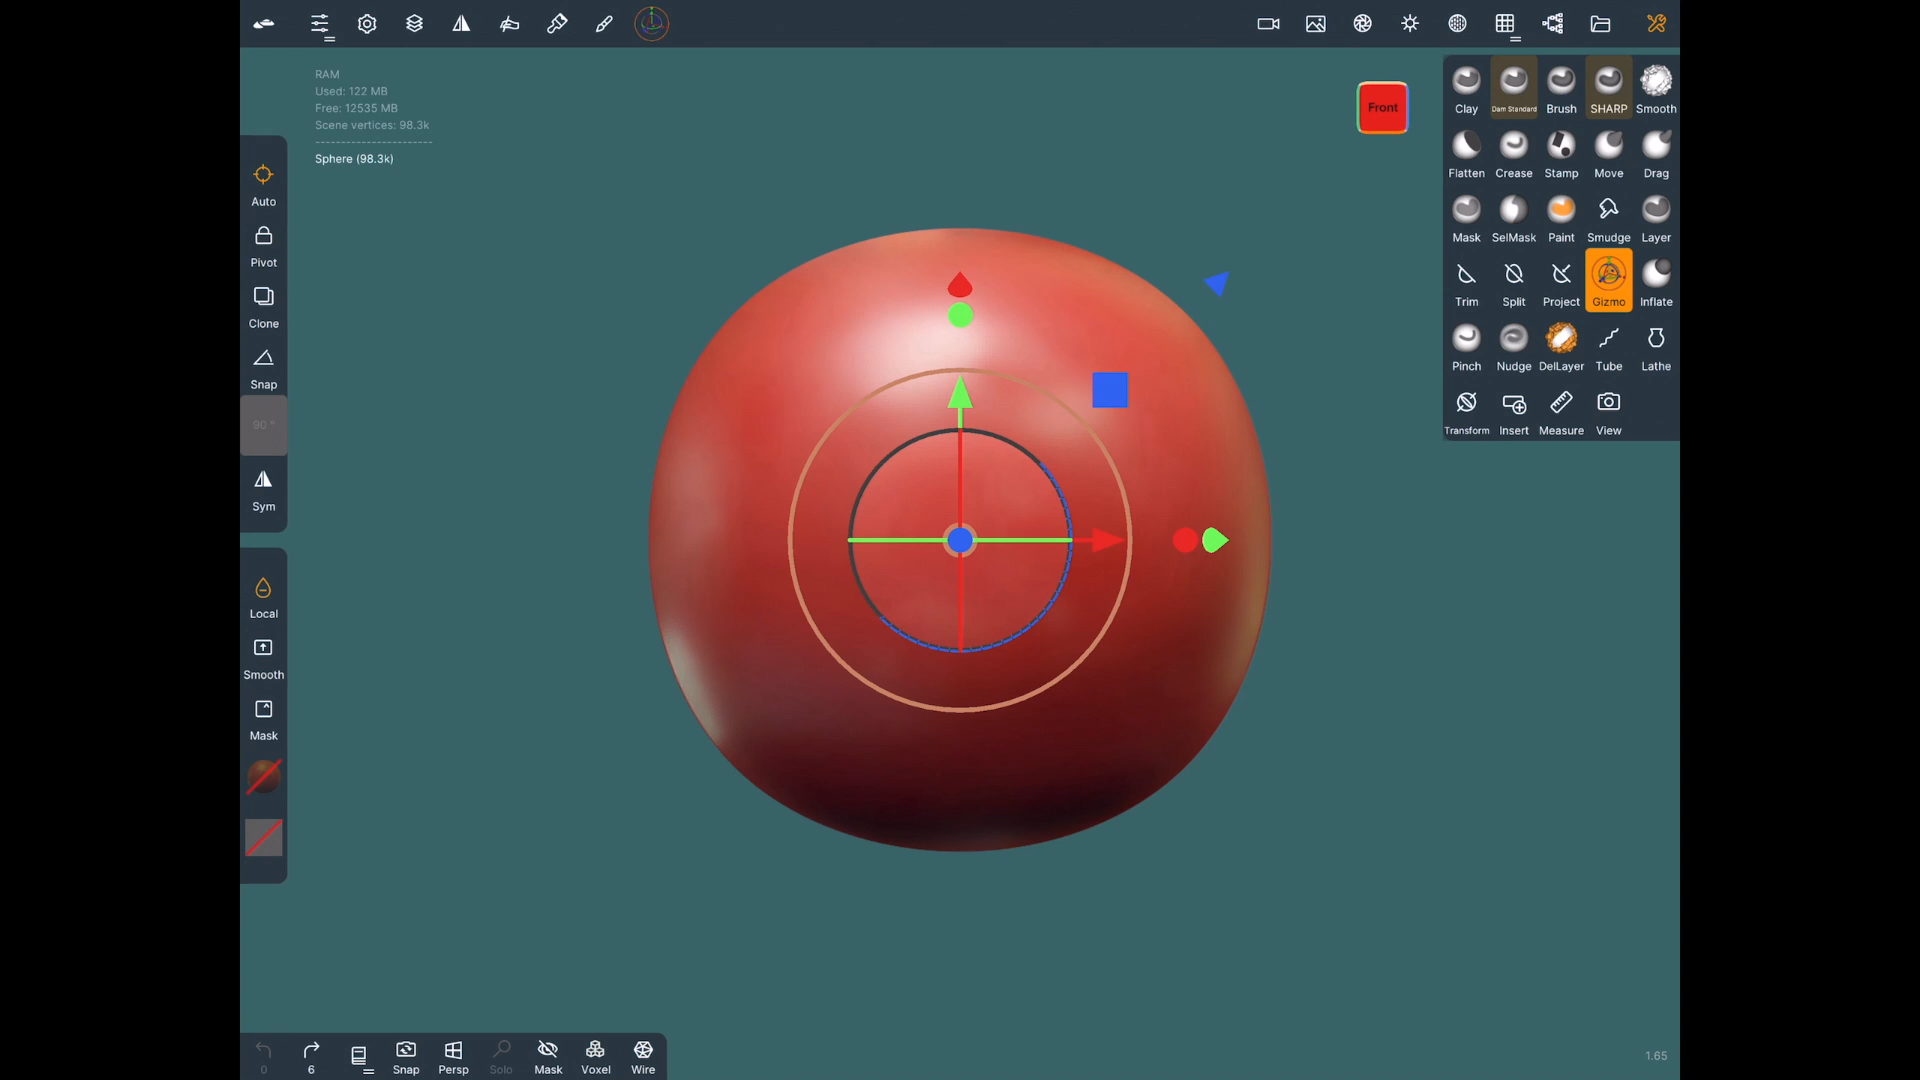 RAM
Used: 122 MB
Free: 12535 MB
Scene vertices: 98.3k
------------------------
Sphere (98.3k)
Front
Auto
Pivot
Clone
Snap
90 °
Sym
Local
Smooth
Mask
Clay Dam Standard Brush SHARP Smooth
Flatten Crease Stamp Move Drag
Mask SelMask Paint Smudge Layer
Trim Split Project Gizmo Inflate
Pinch Nudge DelLayer Tube Lathe
Transform Insert Measure View
0 6 Snap Persp Solo Mask Voxel Wire
1.65